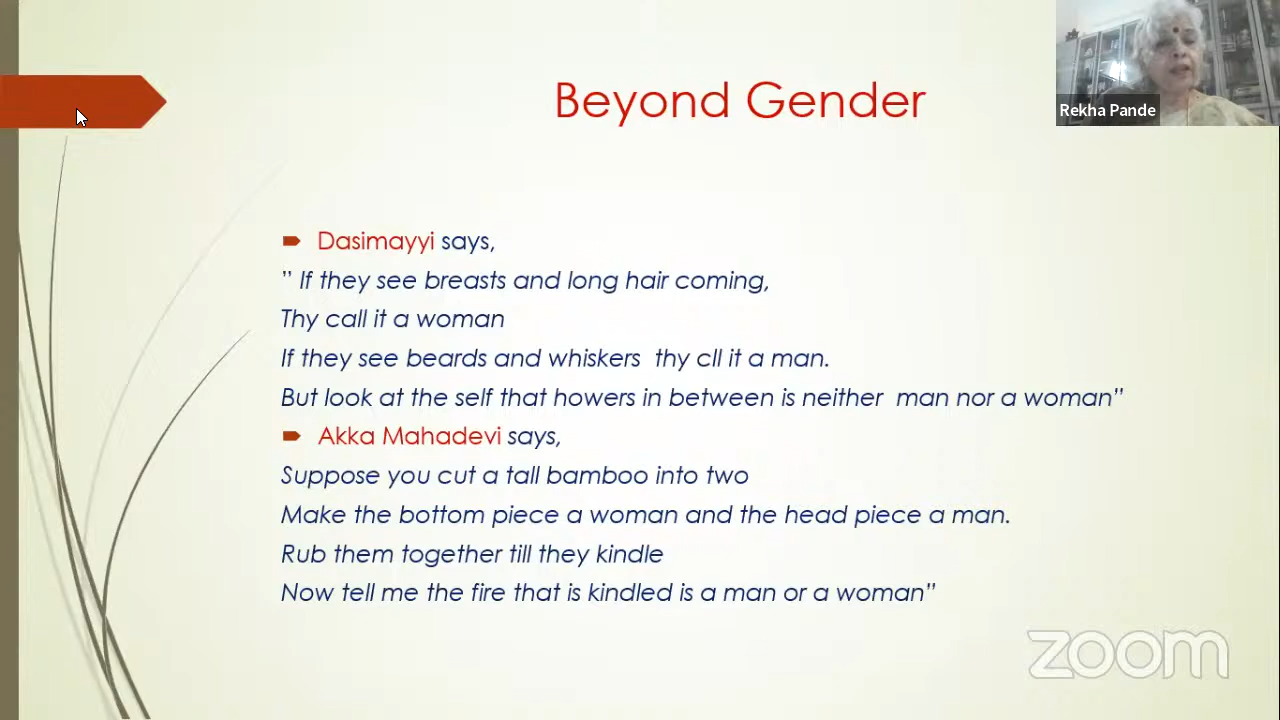 Beyond Gender
Rekha Pande
Dasimayyi says,
” If they see breasts and long hair coming,
Thy call it a woman
If they see beards and whiskers thy cll it a man.
But look at the self that howers in between is neither man nor a woman”
Akka Mahadevi says,
Suppose you cut a tall bamboo into two
Make the bottom piece a woman and the head piece a man.
Rub them together till they kindle
Now tell me the fire that is kindled is a man or a woman”
zoom